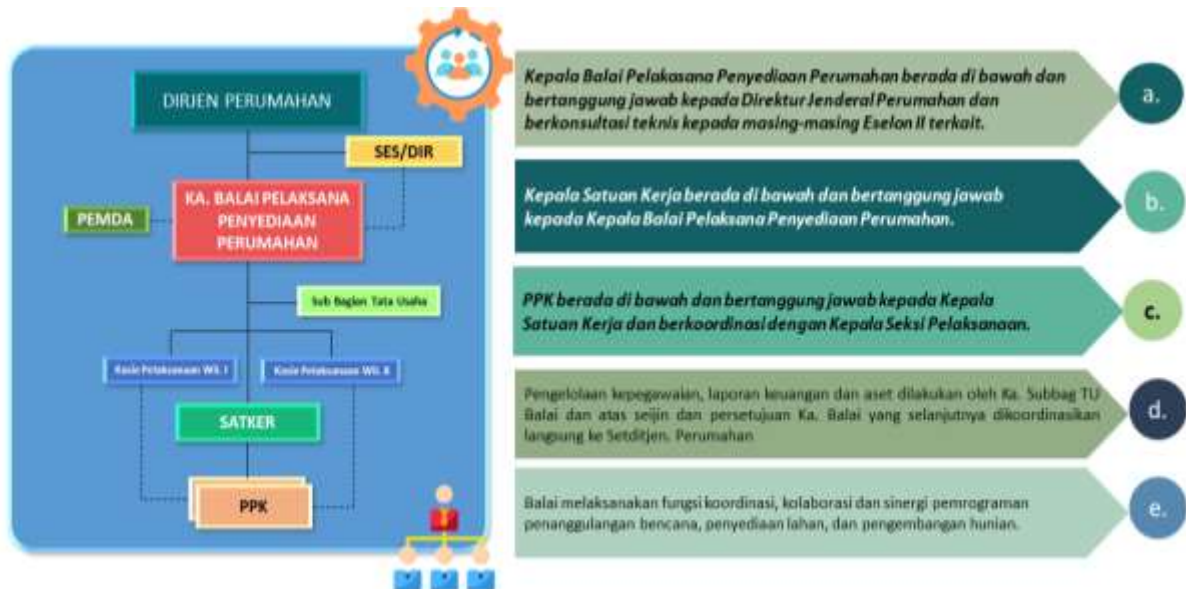 DIRJEN PERUMAHAN
SES/DIR
KA. BALAI PELAKSANA
PENYEDIAAN
PERUMAHAN
PEMDA
Sub Bagian Tata Usaha
Kasie Pelaksanaan Wil. I
Kasie Pelaksanaan Wil. II
SATKER
PPK
Kepala Balai Pelakasana Penyediaan Perumahan berada di bawah dan
bertanggung jawab kepada Direktur Jenderal Perumahan dan
berkonsultasi teknis kepada masing-masing Eselon II terkait.
a.
Kepala Satuan Kerja berada di bawah dan bertanggung jawab
kepada Kepala Balai Pelaksana Penyediaan Perumahan.
b.
PPK berada di bawah dan bertanggung jawab kepada Kepala
Satuan Kerja dan berkoordinasi dengan Kepala Seksi Pelaksanaan.
c.
Pengelolaan kepegawaian, laporan keuangan dan aset dilakukan oleh Ka. Subbag TU
Balai dan atas seijin dan persetujuan Ka. Balai yang selanjutnya dikoordinasikan
langsung ke Setditjen. Perumahan
d.
Balai melaksanakan fungsi koordinasi, kolaborasi dan sinergi pemrograman
penanggulangan bencana, penyediaan lahan, dan pengembangan hunian.
e.